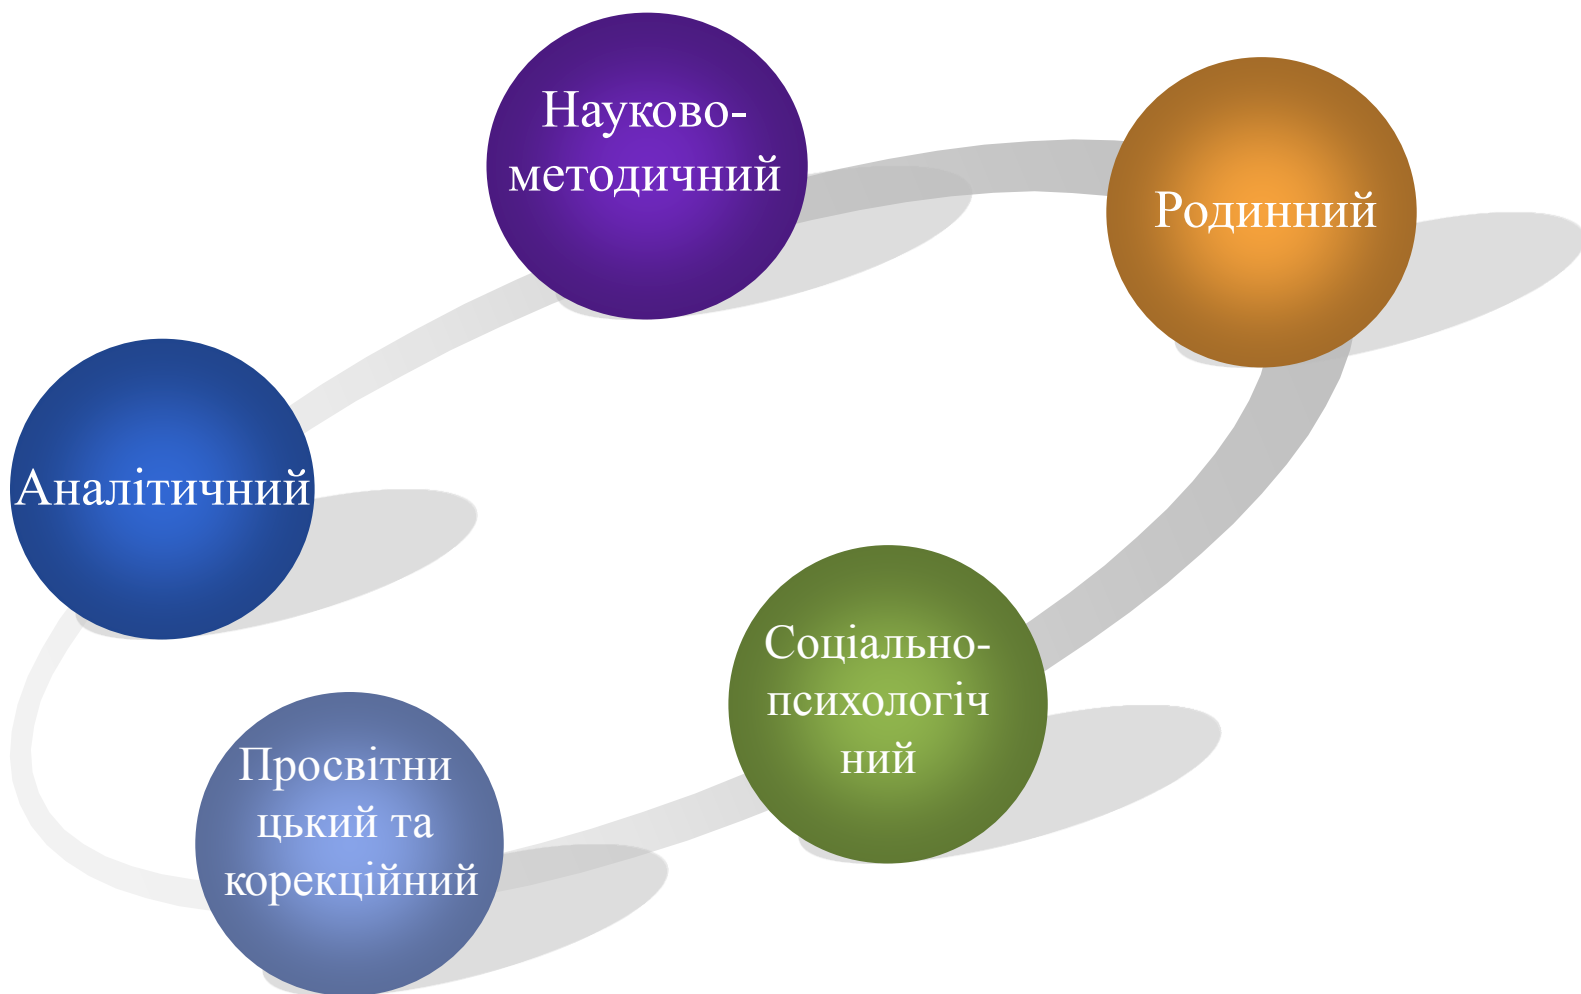 Науково-
методичний
Родинний
Аналітичний
Соціально-
психологіч
ний
Просвітни
цький та
корекційний